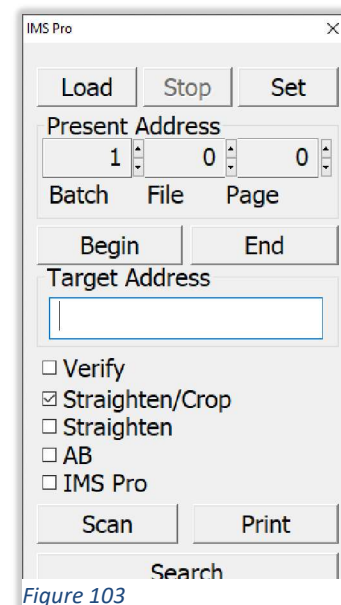 IMS Pro
Load Stop Set
Present Address
1 0 0
Batch File Page
Begin End
Target Address
Verify
Straighten/Crop
Straighten
AB
IMS Pro
Scan Print
Search
Figure 103